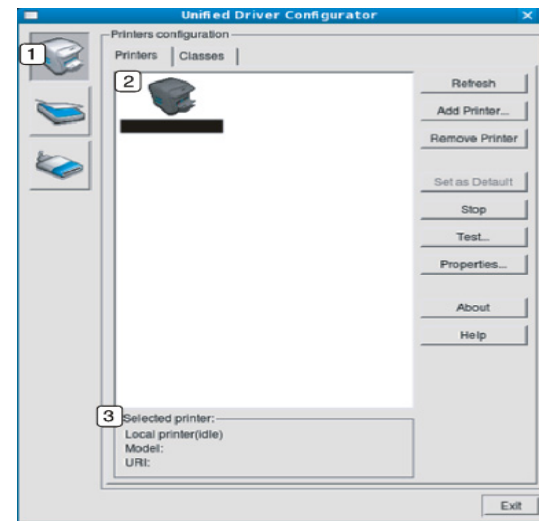 Unified Driver Configurator
Printers configuration
1
Printers Classes
2
Refresh
Add Printer...
Remove Printer
Set as Default
Stop
Test...
Properties...
About
Help
3
Selected printer:
Local printer(idle)
Model:
URI:
Exit